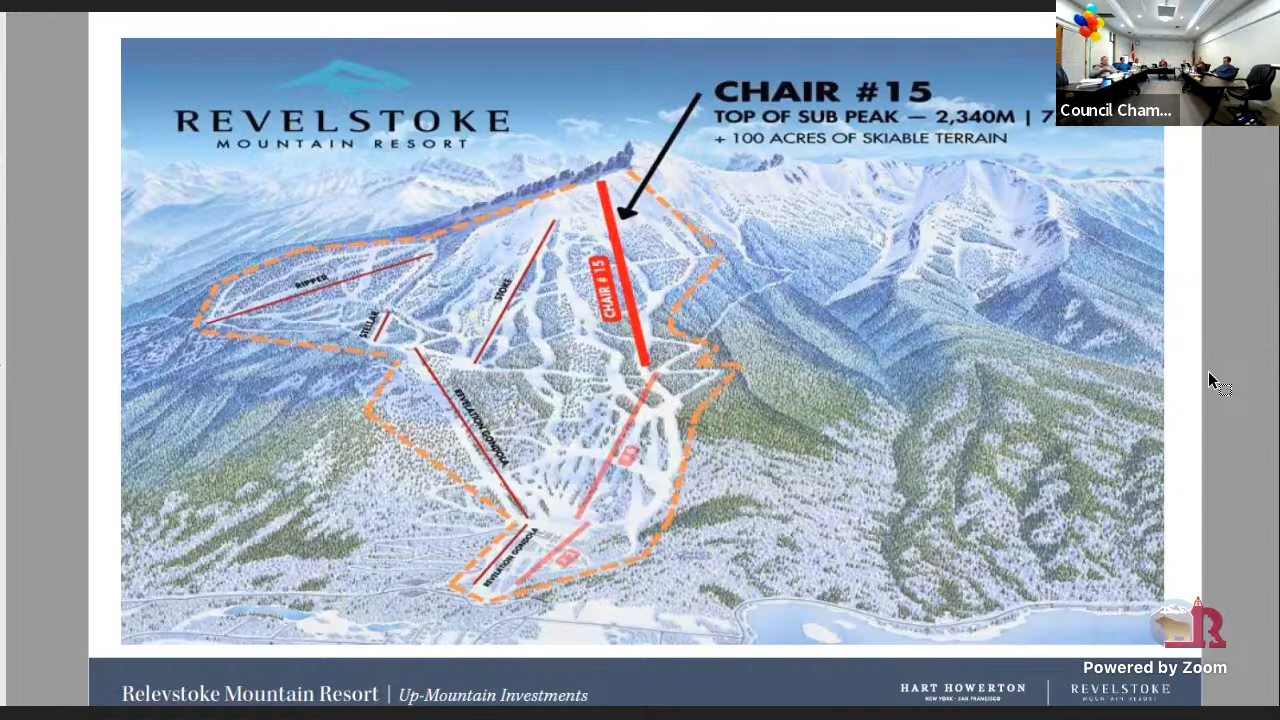 REVELSTOKE
MOUNTAIN RESORT
CHAIR #15
TOP OF SUB PEAK — 2,340M | 7
+ 100 ACRES OF SKIABLE TERRAIN
Council Cham...
RIPPER
STELLAR
STOKE
CHAIR # 15
REVELATION GONDOLA
REVELATION GONDOLA
R
Powered by Zoom
Relevstoke Mountain Resort | Up-Mountain Investments
HART HOWERTON
NEW YORK · SAN FRANCISCO
REVELSTOKE
MOUNTAIN RESORT